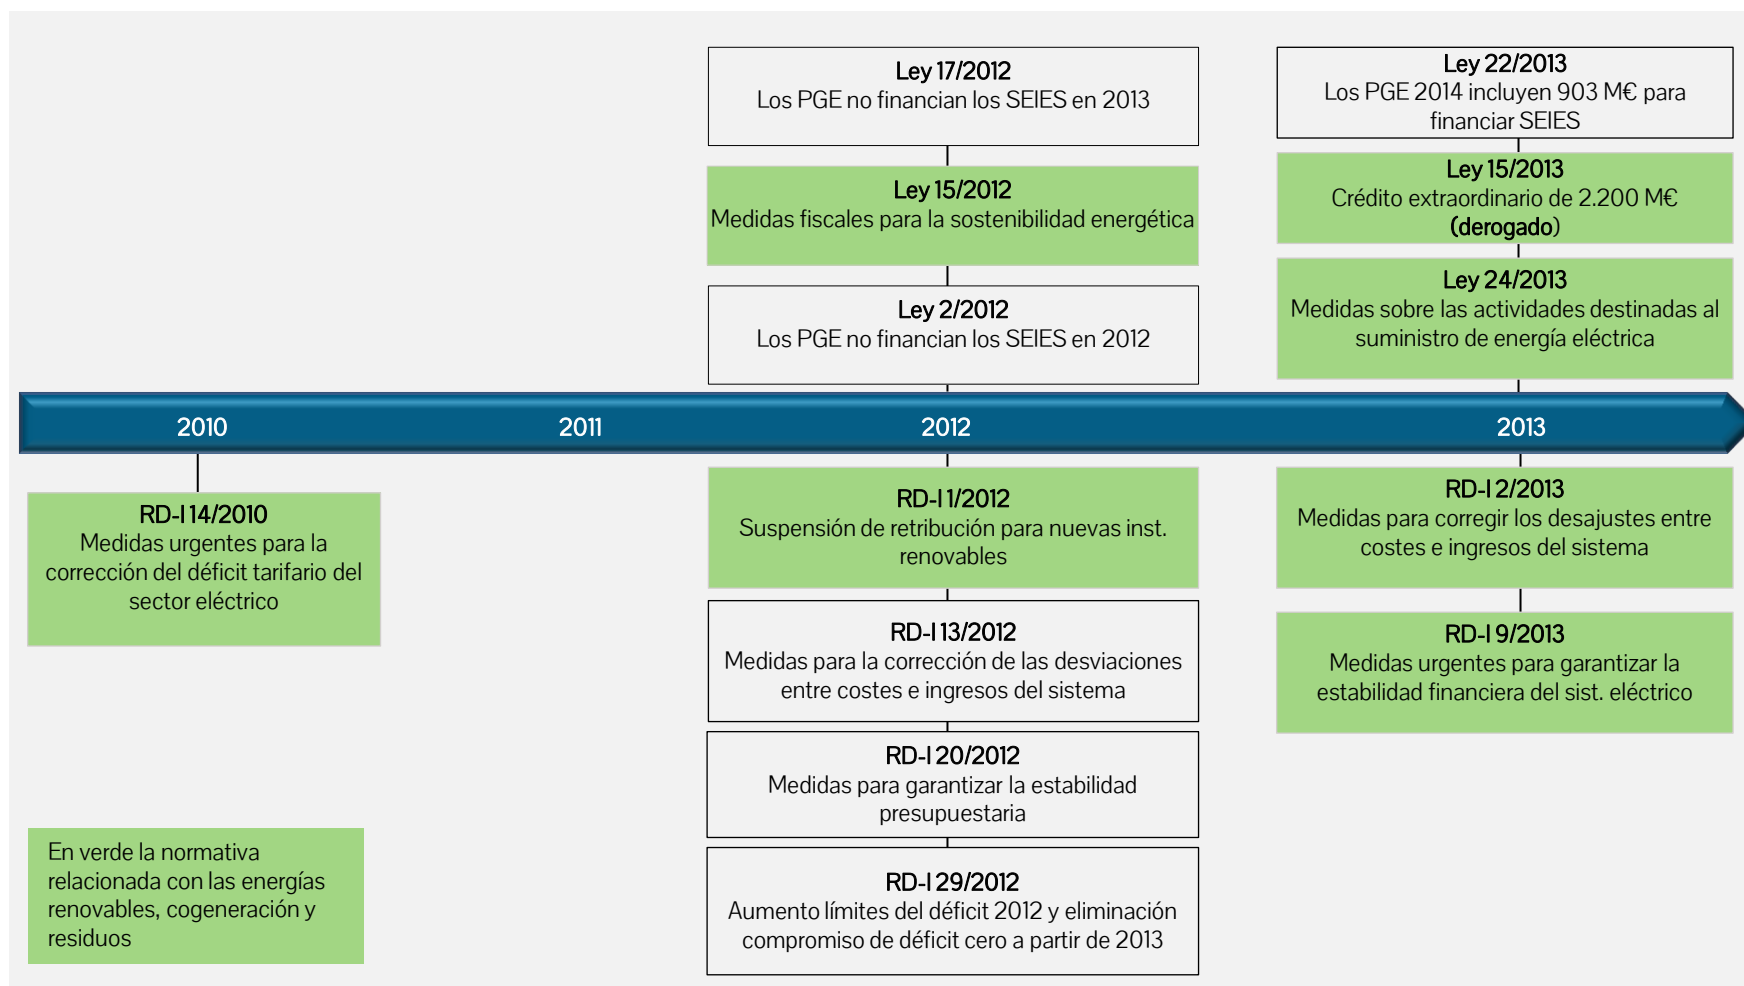 Ley 17/2012
Los PGE no financian los SEIES en 2013
Ley 15/2012
Medidas fiscales para la sostenibilidad energética
Ley 2/2012
Los PGE no financian los SEIES en 2012
Ley 22/2013
Los PGE 2014 incluyen 903 M€ para
financiar SEIES
Ley 15/2013
Crédito extraordinario de 2.200 M€
(derogado)
Ley 24/2013
Medidas sobre las actividades destinadas al
suministro de energía eléctrica
2010
2011
2012
2013
RD-l 14/2010
Medidas urgentes para la
corrección del déficit tarifario del
sector eléctrico
RD-l 1/2012
Suspensión de retribución para nuevas inst.
renovables
RD-l 13/2012
Medidas para la corrección de las desviaciones
entre costes e ingresos del sistema
RD-l 20/2012
Medidas para garantizar la estabilidad
presupuestaria
RD-l 29/2012
Aumento límites del déficit 2012 y eliminación
compromiso de déficit cero a partir de 2013
RD-l 2/2013
Medidas para corregir los desajustes entre
costes e ingresos del sistema
RD-l 9/2013
Medidas urgentes para garantizar la
estabilidad financiera del sist. eléctrico
En verde la normativa
relacionada con las energías
renovables, cogeneración y
residuos